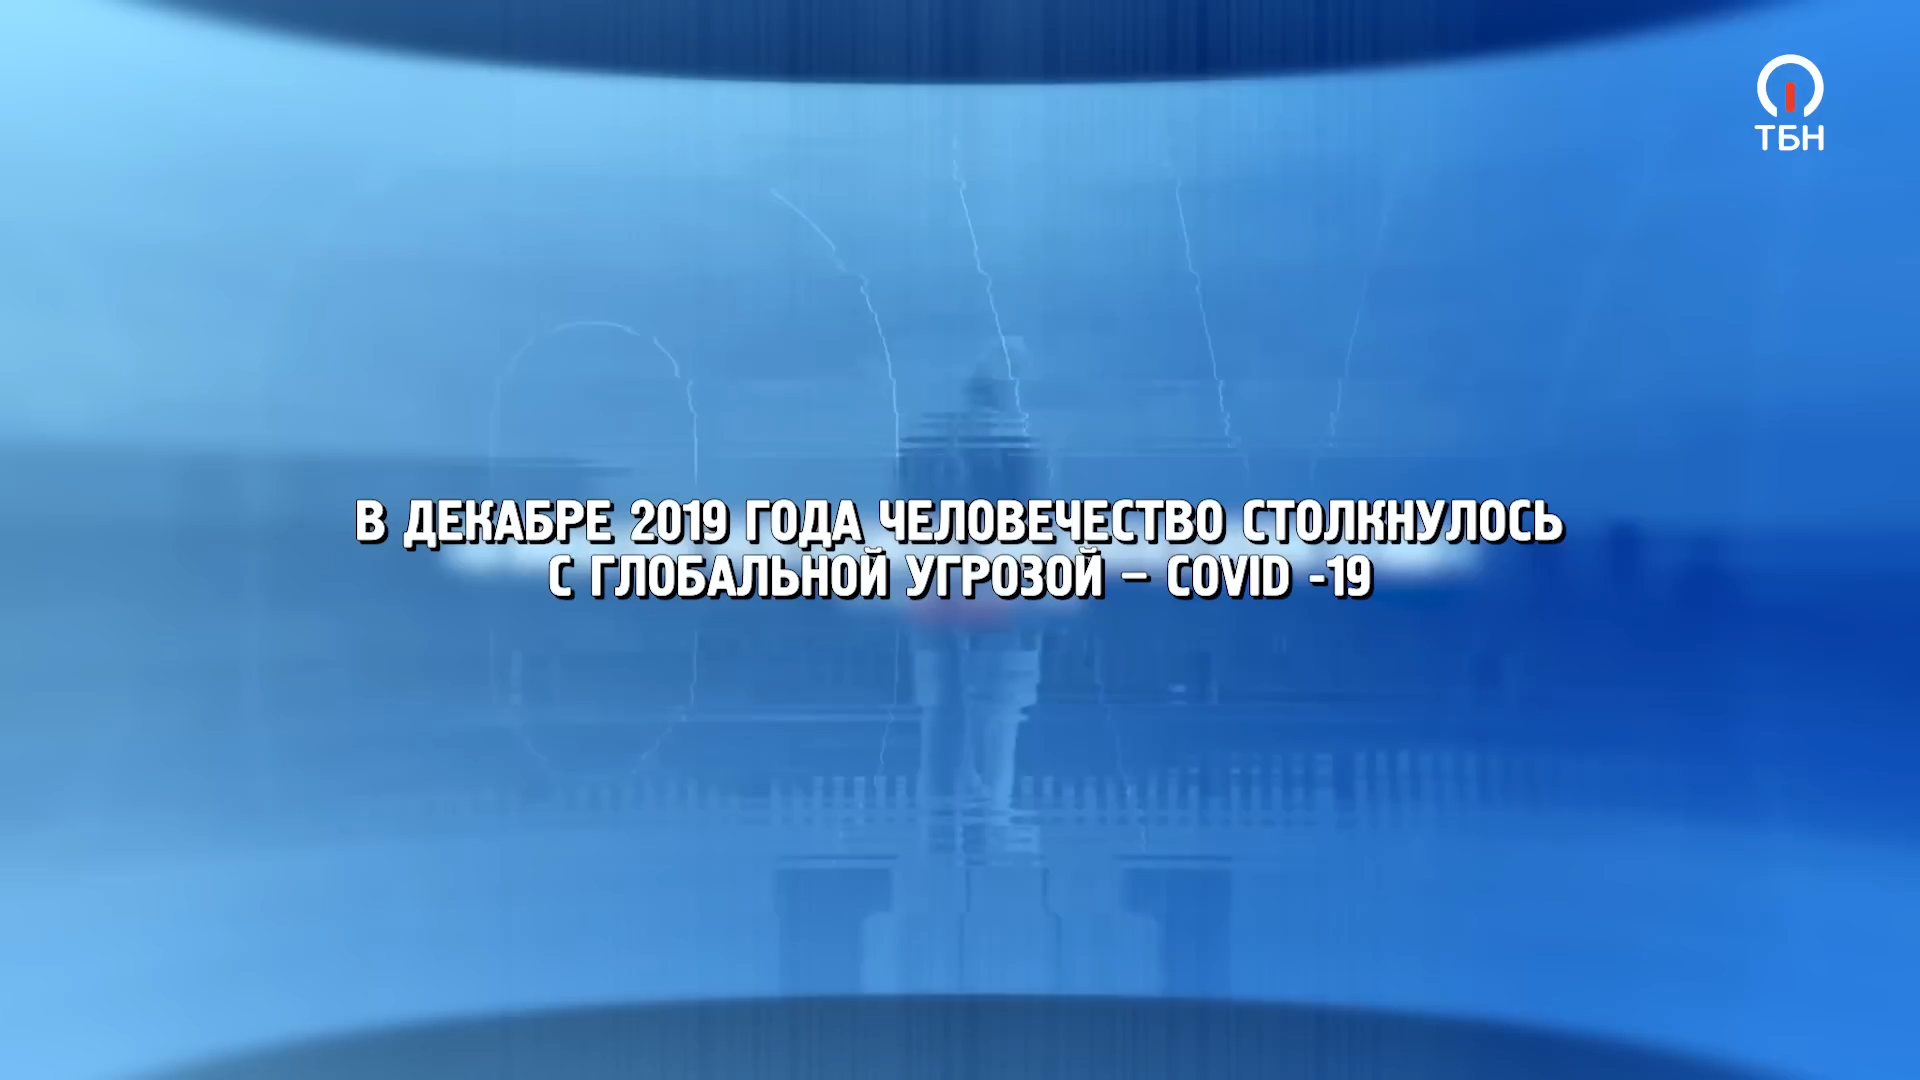 ТБН
В ДЕКАБРЕ 2019 ГОДА ЧЕЛОВЕЧЕСТВО СТОЛКНУЛОСЬ
С ГЛОБАЛЬНОЙ УГРОЗОЙ – COVID -19